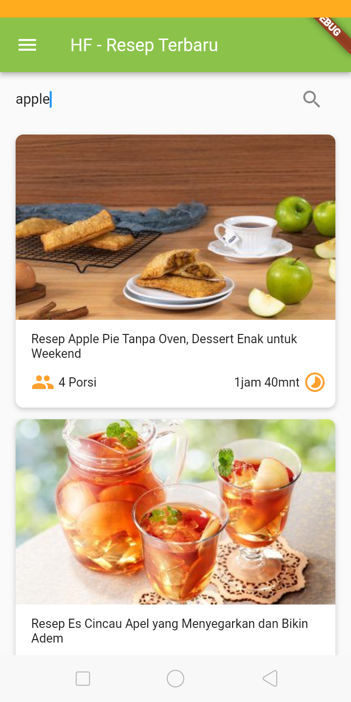 DEBUG
HF - Resep Terbaru
apple
Resep Apple Pie Tanpa Oven, Dessert Enak untuk
Weekend
4 Porsi
1jam 40mnt
Resep Es Cincau Apel yang Menyegarkan dan Bikin
Adem